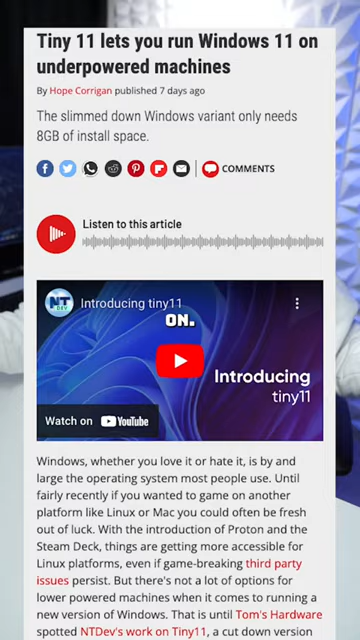 Tiny 11 lets you run Windows 11 on
underpowered machines
By Hope Corrigan published 7 days ago
The slimmed down Windows variant only needs
8GB of install space.
COMMENTS
Listen to this article
NT
DEV
Introducing tiny11
ON.
Introducing
tiny11
Watch on YouTube
Windows, whether you love it or hate it, is by and
large the operating system most people use. Until
fairly recently if you wanted to game on another
platform like Linux or Mac you could often be fresh
out of luck. With the introduction of Proton and the
Steam Deck, things are getting more accessible for
Linux platforms, even if game-breaking third party
issues persist. But there's not a lot of options for
lower powered machines when it comes to running a
new version of Windows. That is until Tom's Hardware
spotted NTDev's work on Tiny11, a cut down version